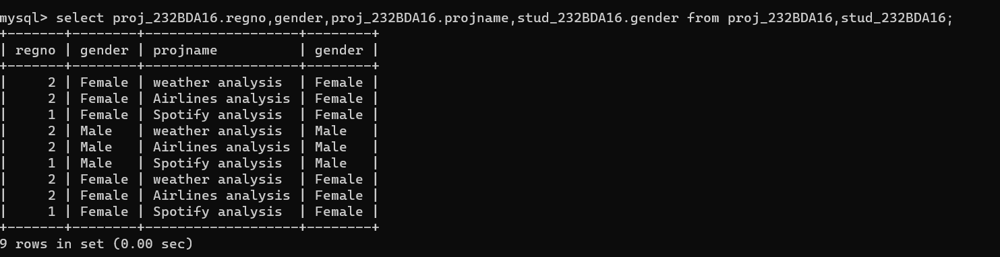 mysql> select proj_232BDA16.regno,gender,proj_232BDA16.projname,stud_232BDA16.gender from proj_232BDA16,stud_232BDA16;
+-------+--------+-------------------+--------+
| regno | gender | projname          | gender |
+-------+--------+-------------------+--------+
|     2 | Female | weather analysis  | Female |
|     2 | Female | Airlines analysis | Female |
|     1 | Female | Spotify analysis  | Female |
|     2 | Male   | weather analysis  | Male   |
|     2 | Male   | Airlines analysis | Male   |
|     1 | Male   | Spotify analysis  | Male   |
|     2 | Female | weather analysis  | Female |
|     2 | Female | Airlines analysis | Female |
|     1 | Female | Spotify analysis  | Female |
+-------+--------+-------------------+--------+
9 rows in set (0.00 sec)